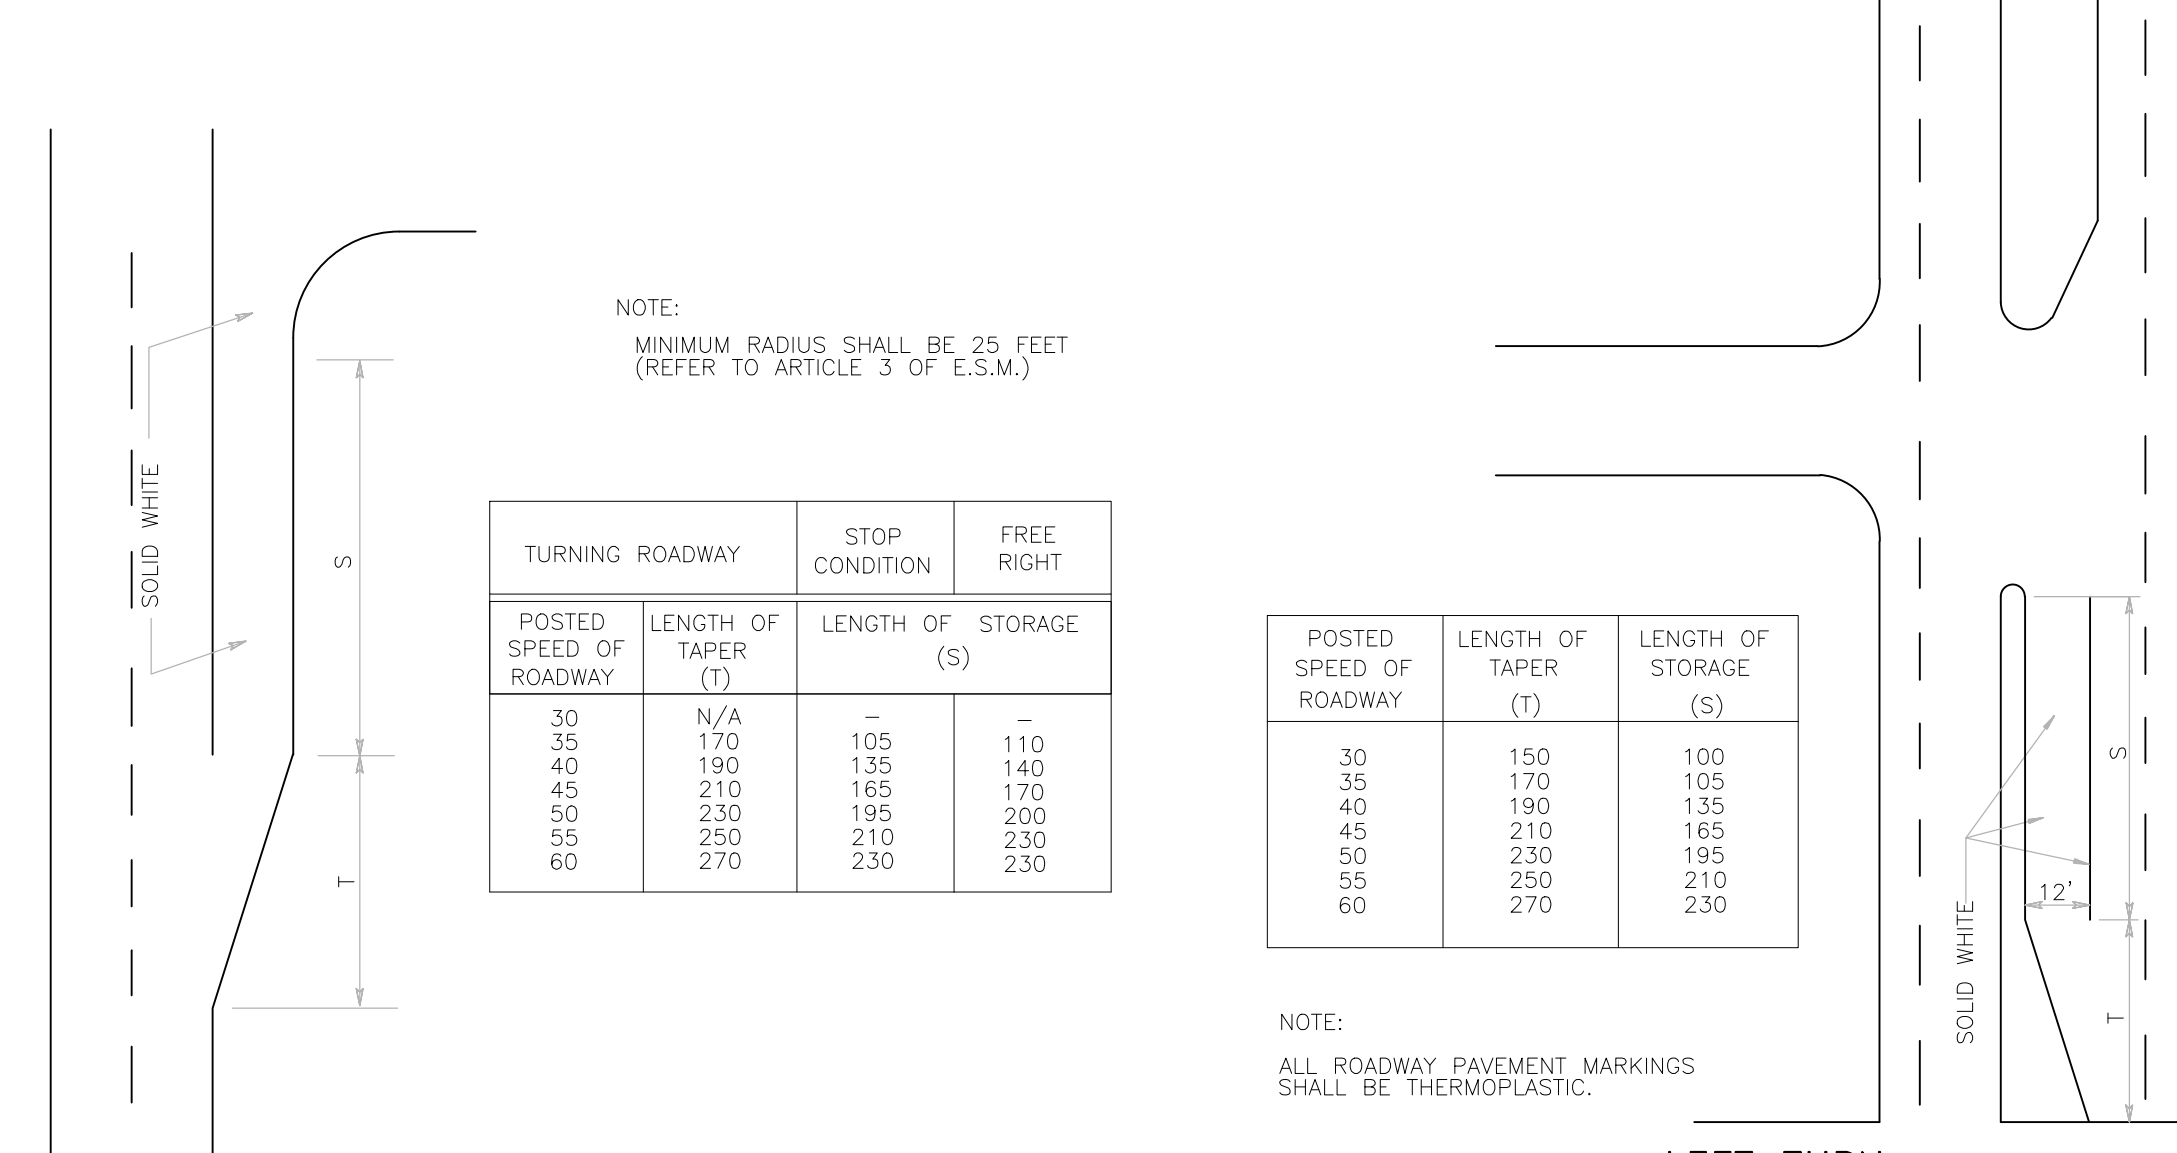 SOLID WHITE
S
T
NOTE:
MINIMUM RADIUS SHALL BE 25 FEET
(REFER TO ARTICLE 3 OF E.S.M.)
TURNING ROADWAY
STOP
CONDITION
FREE
RIGHT
POSTED
SPEED OF
ROADWAY
LENGTH OF
TAPER
(T)
LENGTH OF STORAGE
(S)
30 N/A – –
35 170 105 110
40 190 135 140
45 210 165 170
50 230 195 200
55 250 210 230
60 270 230 230
POSTED
SPEED OF
ROADWAY
LENGTH OF
TAPER
(T)
LENGTH OF
STORAGE
(S)
30 150 100
35 170 105
40 190 135
45 210 165
50 230 195
55 250 210
60 270 230
NOTE:
ALL ROADWAY PAVEMENT MARKINGS
SHALL BE THERMOPLASTIC.
SOLID WHITE
12'
S
T